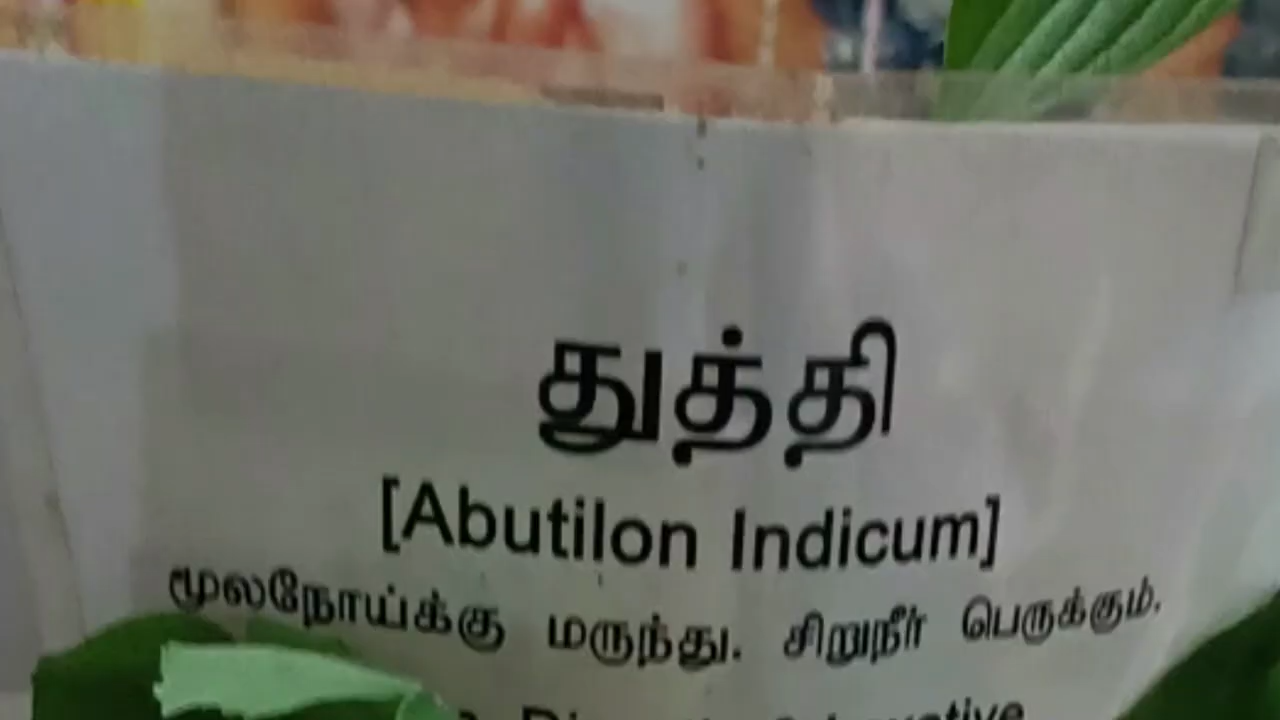 துத்தி
[Abutilon Indicum]
மூலநோய்க்கு மருந்து. சிறுநீர் பெருக்கும்.